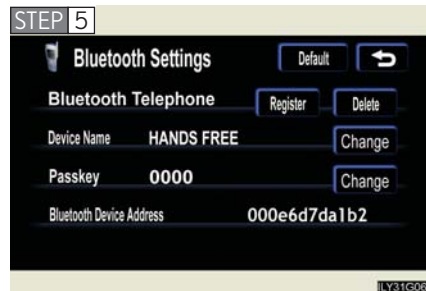 STEP 5
Bluetooth Settings Default
Bluetooth Telephone Register Delete
Device Name HANDS FREE Change
Passkey 0000 Change
Bluetooth Device Address 000e6d7da1b2
ILY31G06